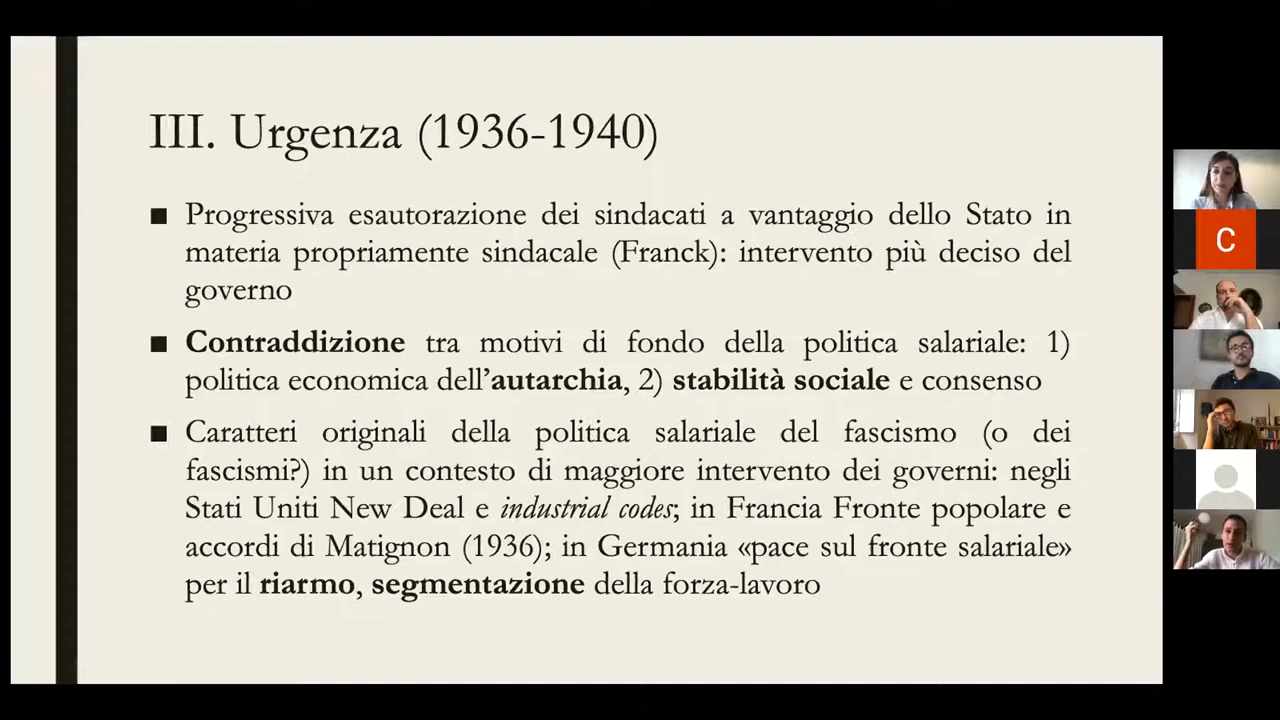 III. Urgenza (1936-1940)
■ Progressiva esautorazione dei sindacati a vantaggio dello Stato in
materia propriamente sindacale (Franck): intervento più deciso del
governo
■ Contraddizione tra motivi di fondo della politica salariale: 1)
politica economica dell’autarchia, 2) stabilità sociale e consenso
■ Caratteri originali della politica salariale del fascismo (o dei
fascismi?) in un contesto di maggiore intervento dei governi: negli
Stati Uniti New Deal e industrial codes; in Francia Fronte popolare e
accordi di Matignon (1936); in Germania «pace sul fronte salariale»
per il riarmo, segmentazione della forza-lavoro
C